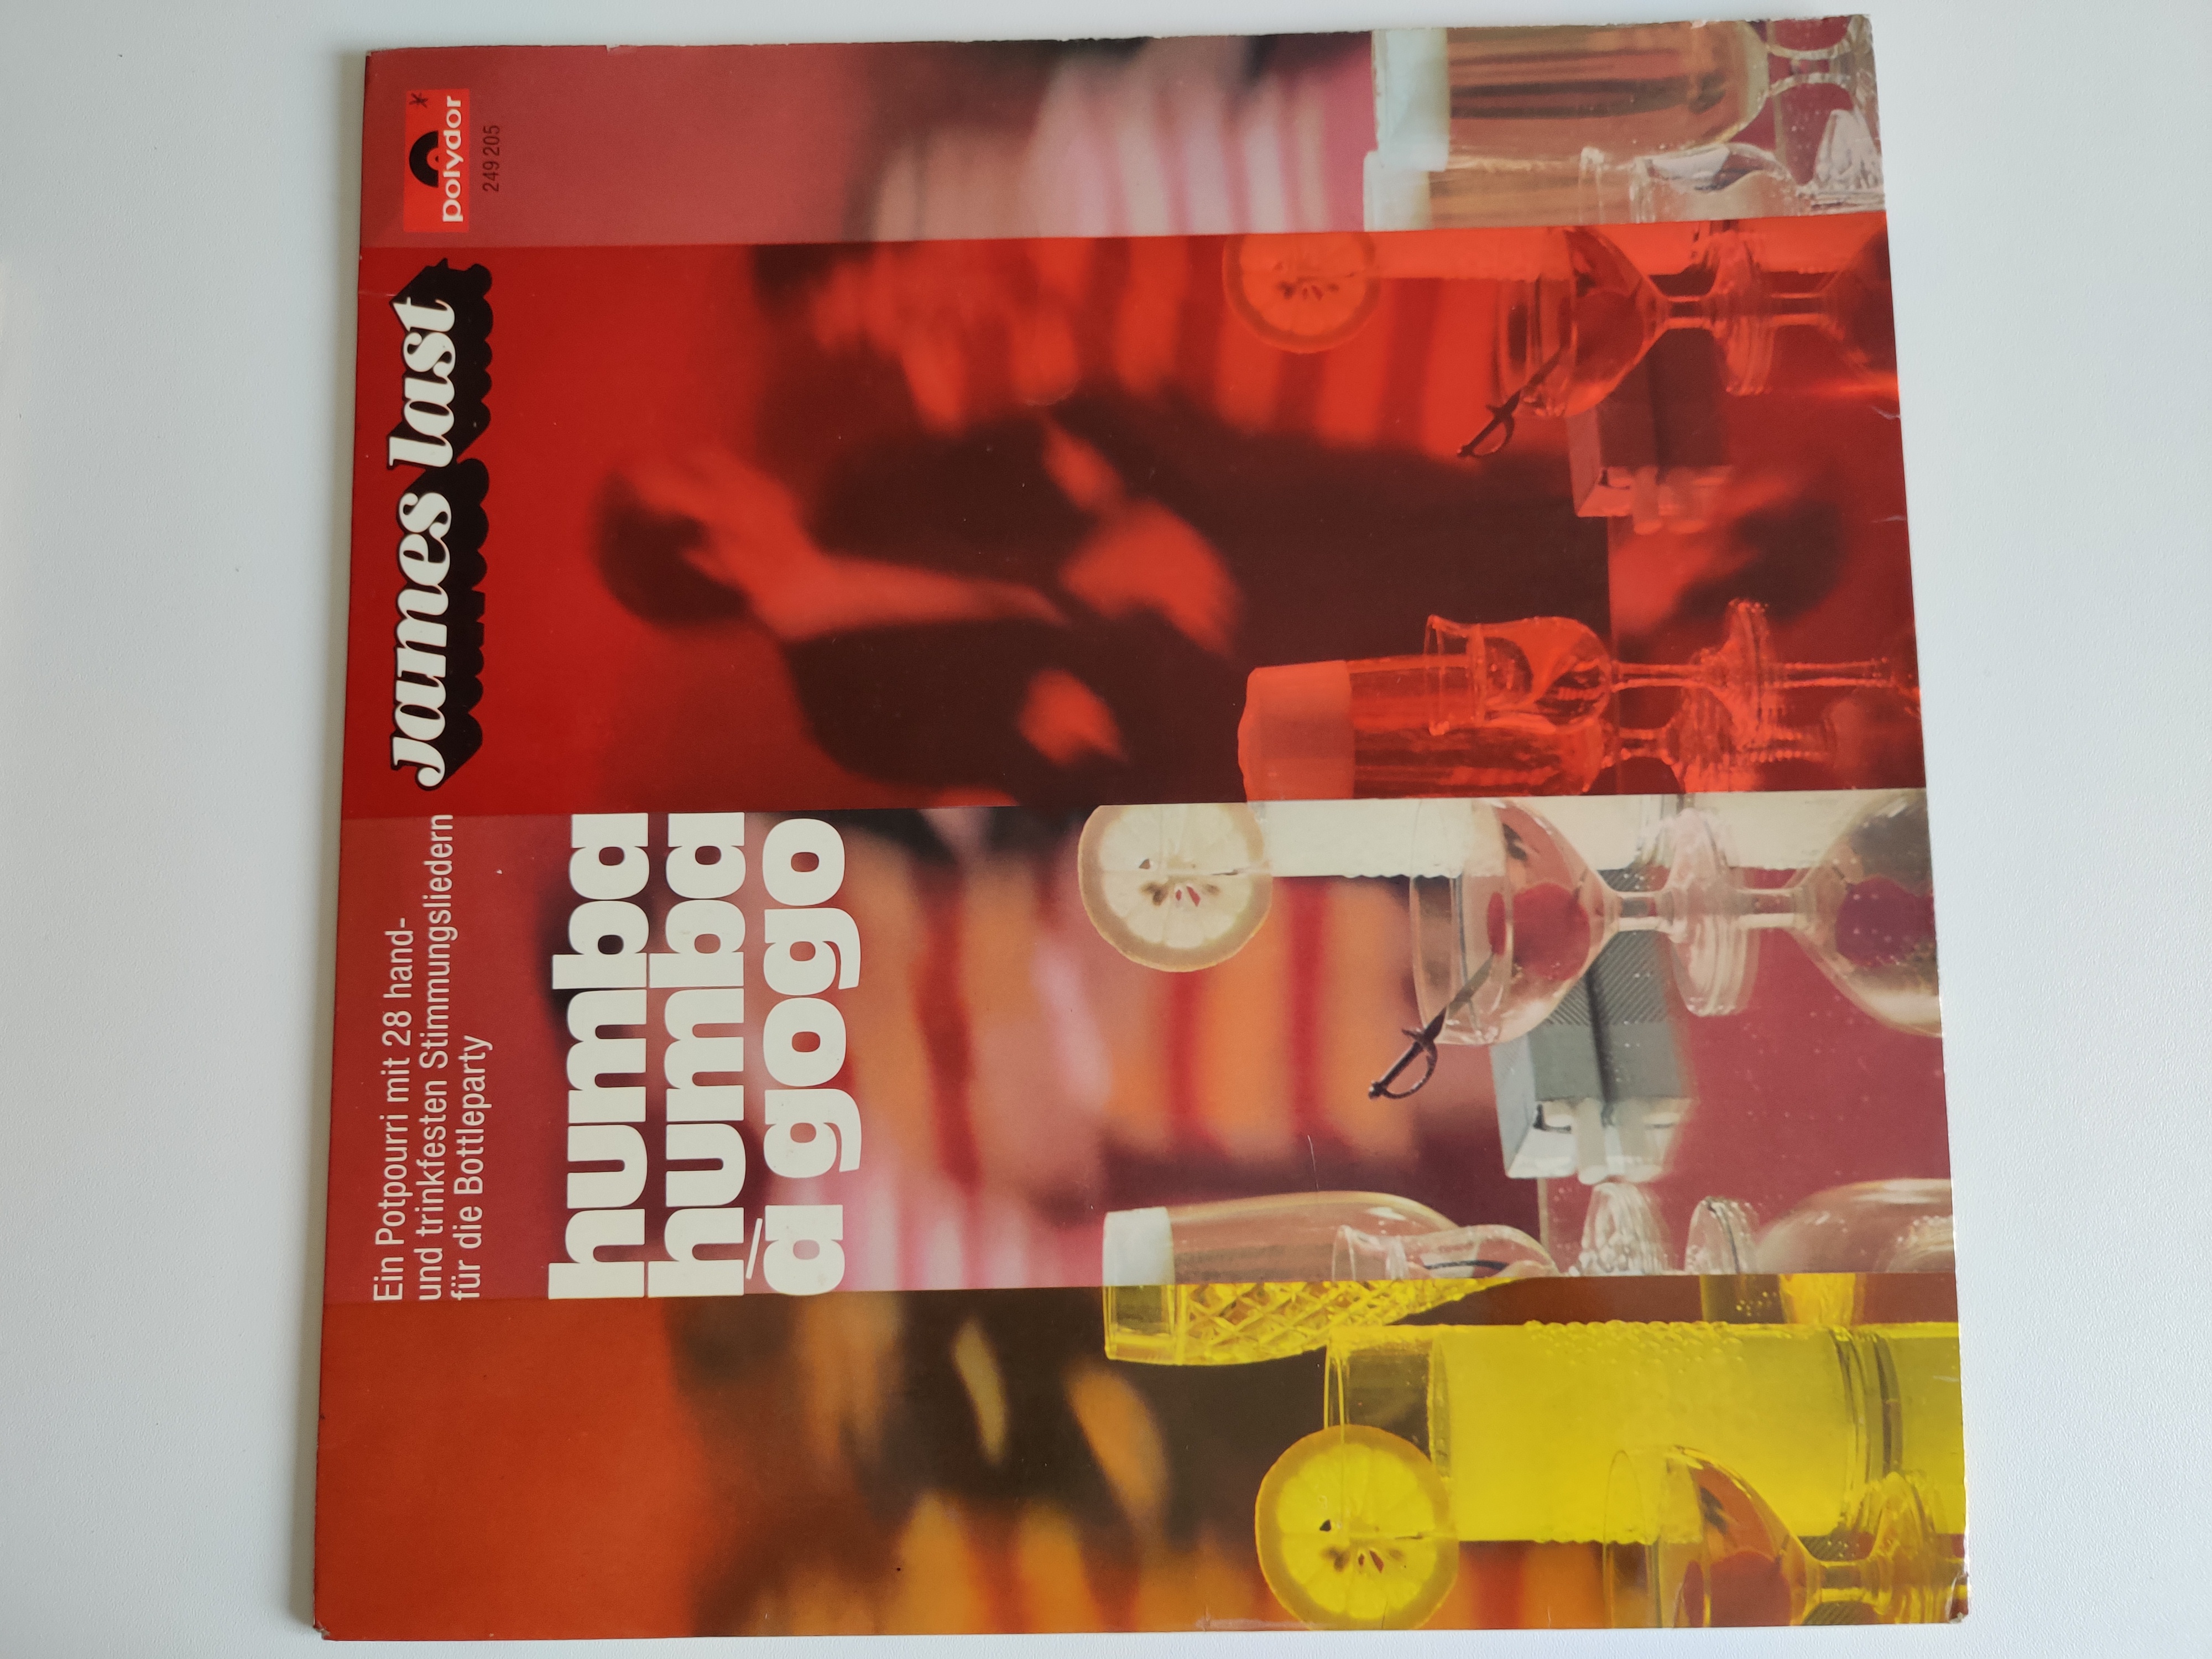 Ein Potpourri mit 28 hand-
und trinkfesten Stimmungsliedern
für die Bottleparty
humba
humba
à gogo
james last
polydor
249 205